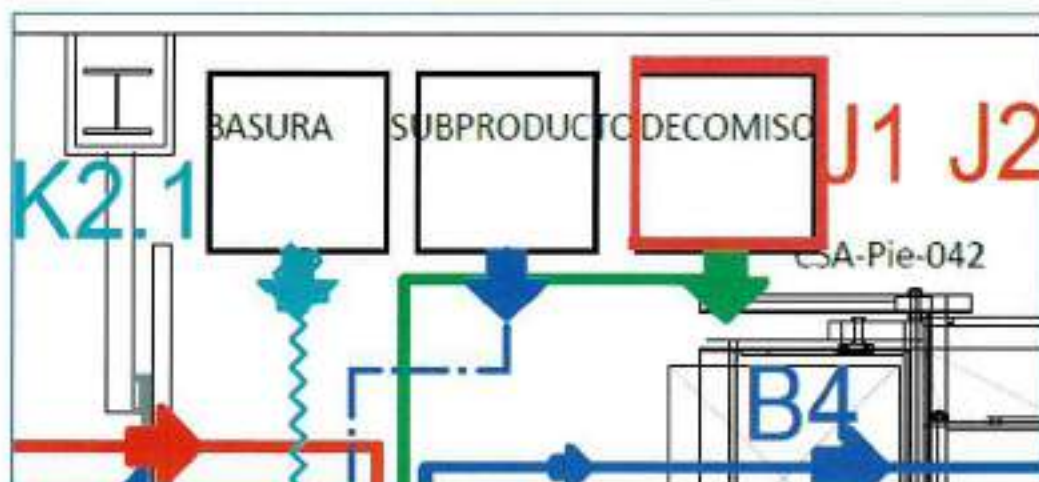 BASURA
SUBPRODUCTO
DECOMISO
J1
J2
K2.1
CSA-Pie-042
B4